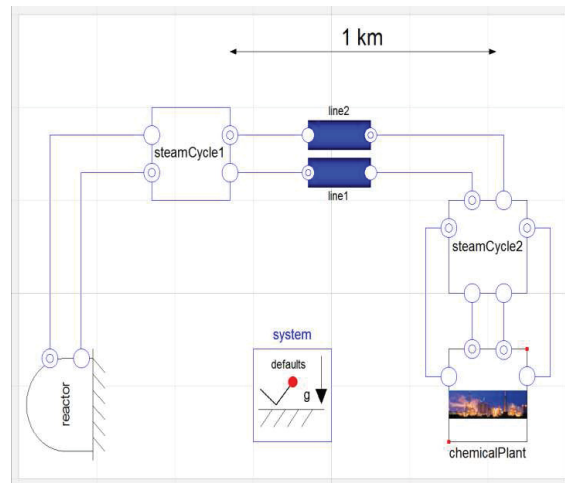 1 km
line2
steamCycle1
line1
steamCycle2
system
defaults
g
reactor
chemicalPlant